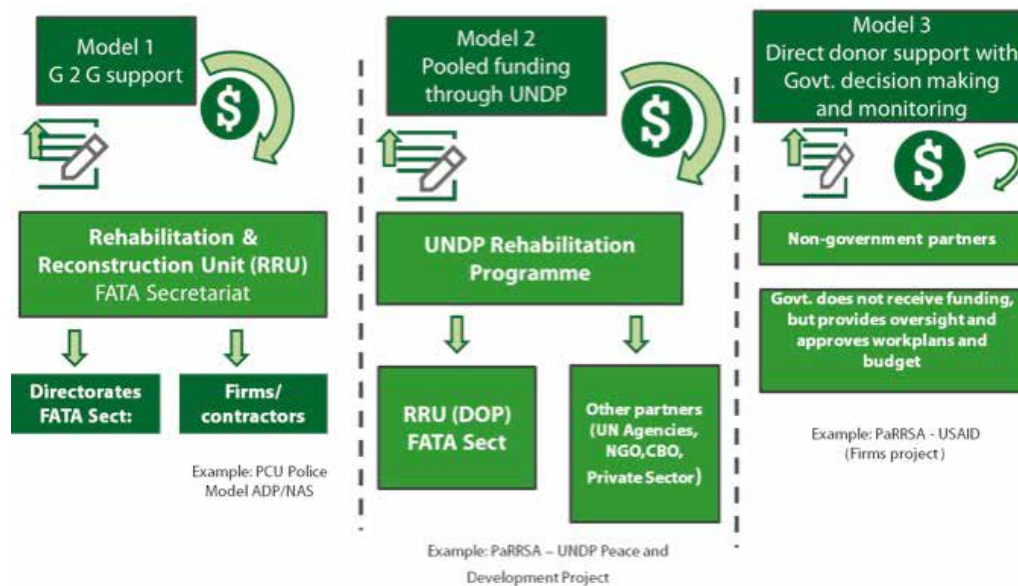 Model 1
G 2 G support
$
Rehabilitation &
Reconstruction Unit (RRU)
FATA Secretariat
Directorates
FATA Sect:
Firms/
contractors
Example: PCU Police
Model ADP/NAS
Model 2
Pooled funding
through UNDP
$
UNDP Rehabilitation
Programme
RRU (DOP)
FATA Sect
Other partners
(UN Agencies,
NGO,CBO,
Private Sector)
Example: PaRRSA – UNDP Peace and
Development Project
Model 3
Direct donor support with
Govt. decision making
and monitoring
$
Non-government partners
Govt. does not receive funding,
but provides oversight and
approves workplans and
budget
Example: PaRRSA - USAID
(Firms project)